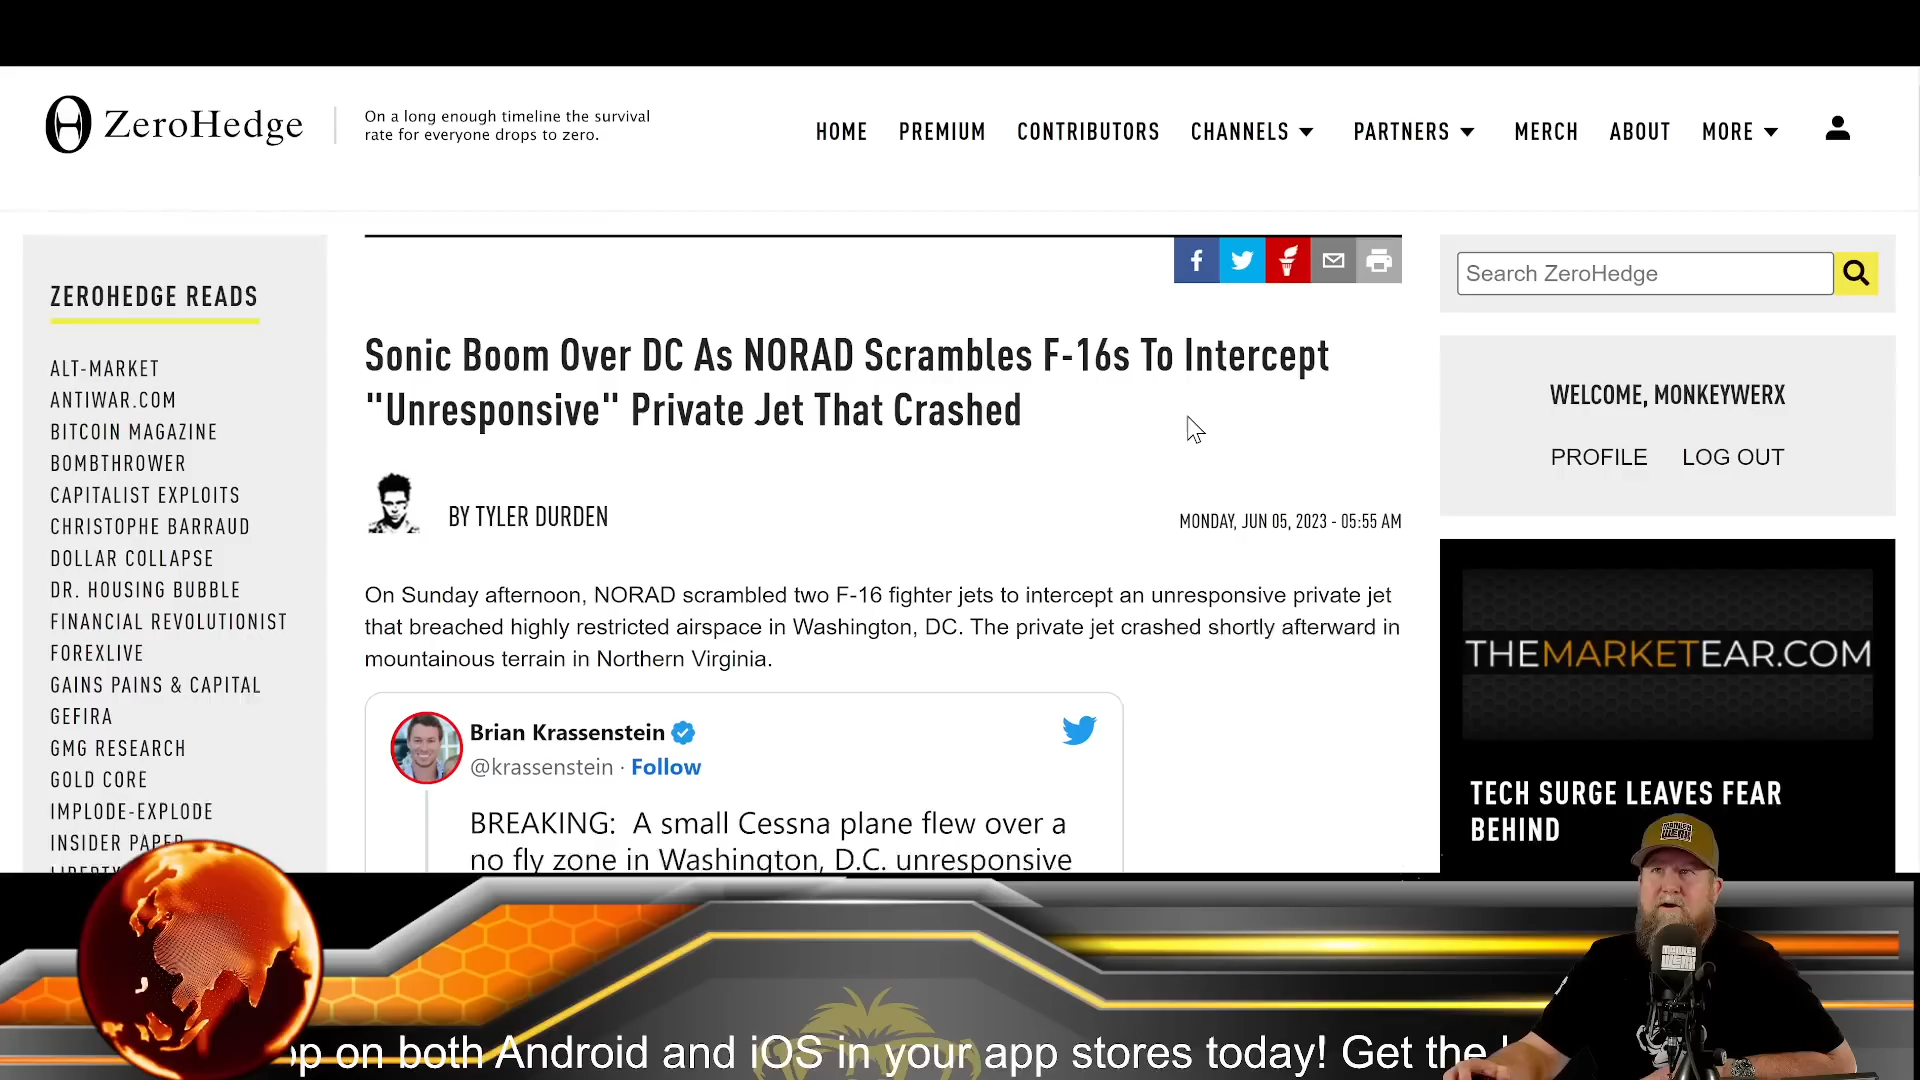 ZeroHedge
On a long enough timeline the survival
rate for everyone drops to zero.
HOME PREMIUM CONTRIBUTORS CHANNELS PARTNERS MERCH ABOUT MORE
ZEROHEDGE READS
ALT-MARKET
ANTIWAR.COM
BITCOIN MAGAZINE
BOMBTHROWER
CAPITALIST EXPLOITS
CHRISTOPHE BARRAUD
DOLLAR COLLAPSE
DR. HOUSING BUBBLE
FINANCIAL REVOLUTIONIST
FOREXLIVE
GAINS PAINS & CAPITAL
GEFIRA
GMG RESEARCH
GOLD CORE
IMPLODE-EXPLODE
INSIDER PAPER
Sonic Boom Over DC As NORAD Scrambles F-16s To Intercept
"Unresponsive" Private Jet That Crashed
BY TYLER DURDEN
MONDAY, JUN 05, 2023 - 05:55 AM
On Sunday afternoon, NORAD scrambled two F-16 fighter jets to intercept an unresponsive private jet
that breached highly restricted airspace in Washington, DC. The private jet crashed shortly afterward in
mountainous terrain in Northern Virginia.
Brian Krassenstein
@krassenstein · Follow
BREAKING: A small Cessna plane flew over a
no fly zone in Washington, D.C. unresponsive
Search ZeroHedge
WELCOME, MONKEYWERX
PROFILE LOG OUT
THEMARKETEAR.COM
TECH SURGE LEAVES FEAR
BEHIND
MONKEY
WERX
MONKEY
WERX
on both Android and iOS in your app stores today! Get the